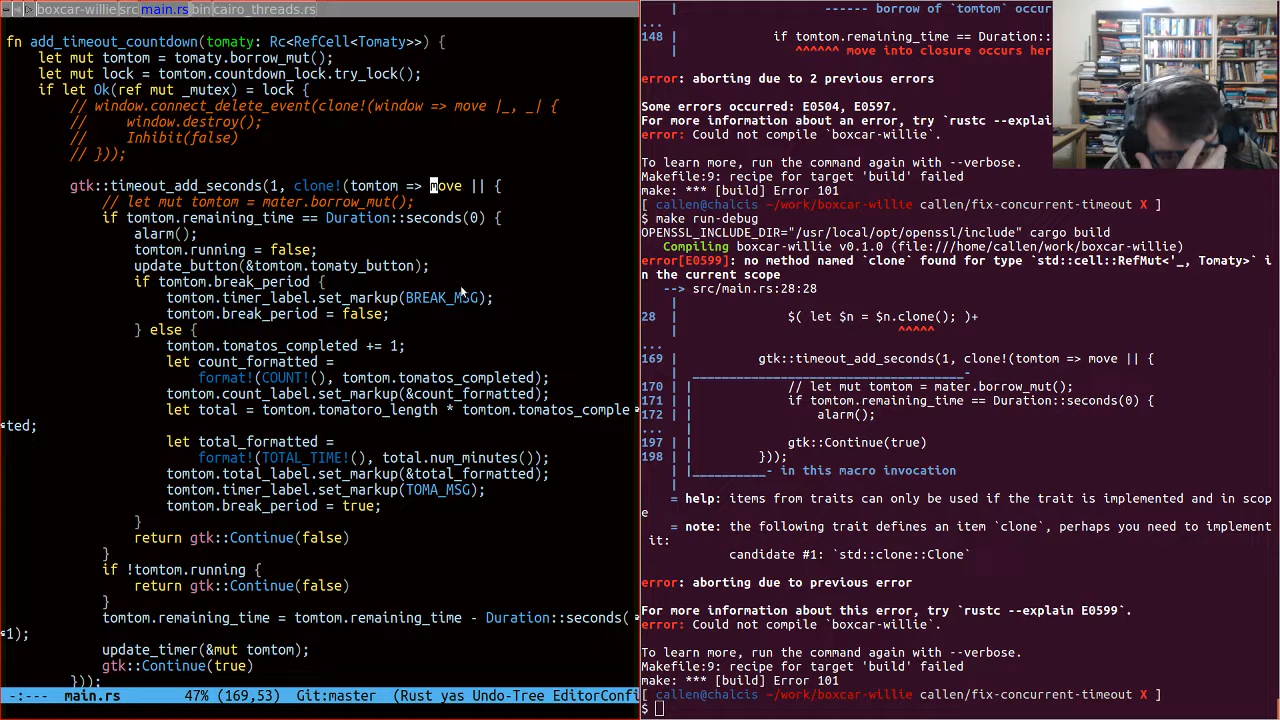 boxcar-willie src main.rs bin cairo_threads.rs
fn add_timeout_countdown(tomaty: Rc<RefCell<Tomaty>>) {
    let mut tomtom = tomaty.borrow_mut();
    let mut lock = tomtom.countdown_lock.try_lock();
    if let Ok(ref mut _mutex) = lock {
        // window.connect_delete_event(clone!(window => move |_, _| {
        //     window.destroy();
        //     Inhibit(false)
        // }));
        gtk::timeout_add_seconds(1, clone!(tomtom => move || {
            // let mut tomtom = mater.borrow_mut();
            if tomtom.remaining_time == Duration::seconds(0) {
                alarm();
                tomtom.running = false;
                update_button(&tomtom.tomaty_button);
                if tomtom.break_period {
                    tomtom.timer_label.set_markup(BREAK_MSG);
                    tomtom.break_period = false;
                } else {
                    tomtom.tomatos_completed += 1;
                    let count_formatted =
                        format!(COUNT!(), tomtom.tomatos_completed);
                    tomtom.count_label.set_markup(&count_formatted);
                    let total = tomtom.tomatoro_length * tomtom.tomatos_comple
ted;
                    let total_formatted =
                        format!(TOTAL_TIME!(), total.num_minutes());
                    tomtom.total_label.set_markup(&total_formatted);
                    tomtom.timer_label.set_markup(TOMA_MSG);
                    tomtom.break_period = true;
                }
                return gtk::Continue(false)
            }
            if !tomtom.running {
                return gtk::Continue(false)
            }
            tomtom.remaining_time = tomtom.remaining_time - Duration::seconds(
1);
            update_timer(&mut tomtom);
            gtk::Continue(true)
        }));
-:---  main.rs        47% (169,53)   Git:master  (Rust yas Undo-Tree EditorConfi
    |                   ------ borrow of `tomtom` occur
...
148 |             if tomtom.remaining_time == Duration::
    |                ^^^^^^ move into closure occurs her
error: aborting due to 2 previous errors
Some errors occurred: E0504, E0597.
For more information about an error, try `rustc --explain
error: Could not compile `boxcar-willie`.
To learn more, run the command again with --verbose.
Makefile:9: recipe for target 'build' failed
make: *** [build] Error 101
[ callen@chalcis ~/work/boxcar-willie callen/fix-concurrent-timeout X ]
$ make run-debug
OPENSSL_INCLUDE_DIR="/usr/local/opt/openssl/include" cargo build
   Compiling boxcar-willie v0.1.0 (file:///home/callen/work/boxcar-willie)
error[E0599]: no method named `clone` found for type `std::cell::RefMut<'_, Tomaty>` i
n the current scope
   --> src/main.rs:28:28
    |
28  |             $( let $n = $n.clone(); )+
    |                            ^^^^^
...
169 |         gtk::timeout_add_seconds(1, clone!(tomtom => move || {
    |  ___________________________________-
170 | |             // let mut tomtom = mater.borrow_mut();
171 | |             if tomtom.remaining_time == Duration::seconds(0) {
172 | |                 alarm();
...   |
197 | |             gtk::Continue(true)
198 | |         }));
    | |__________- in this macro invocation
    |
    = help: items from traits can only be used if the trait is implemented and in scop
e
    = note: the following trait defines an item `clone`, perhaps you need to implement
 it:
            candidate #1: `std::clone::Clone`
error: aborting due to previous error
For more information about this error, try `rustc --explain E0599`.
error: Could not compile `boxcar-willie`.
To learn more, run the command again with --verbose.
Makefile:9: recipe for target 'build' failed
make: *** [build] Error 101
[ callen@chalcis ~/work/boxcar-willie callen/fix-concurrent-timeout X ]
$